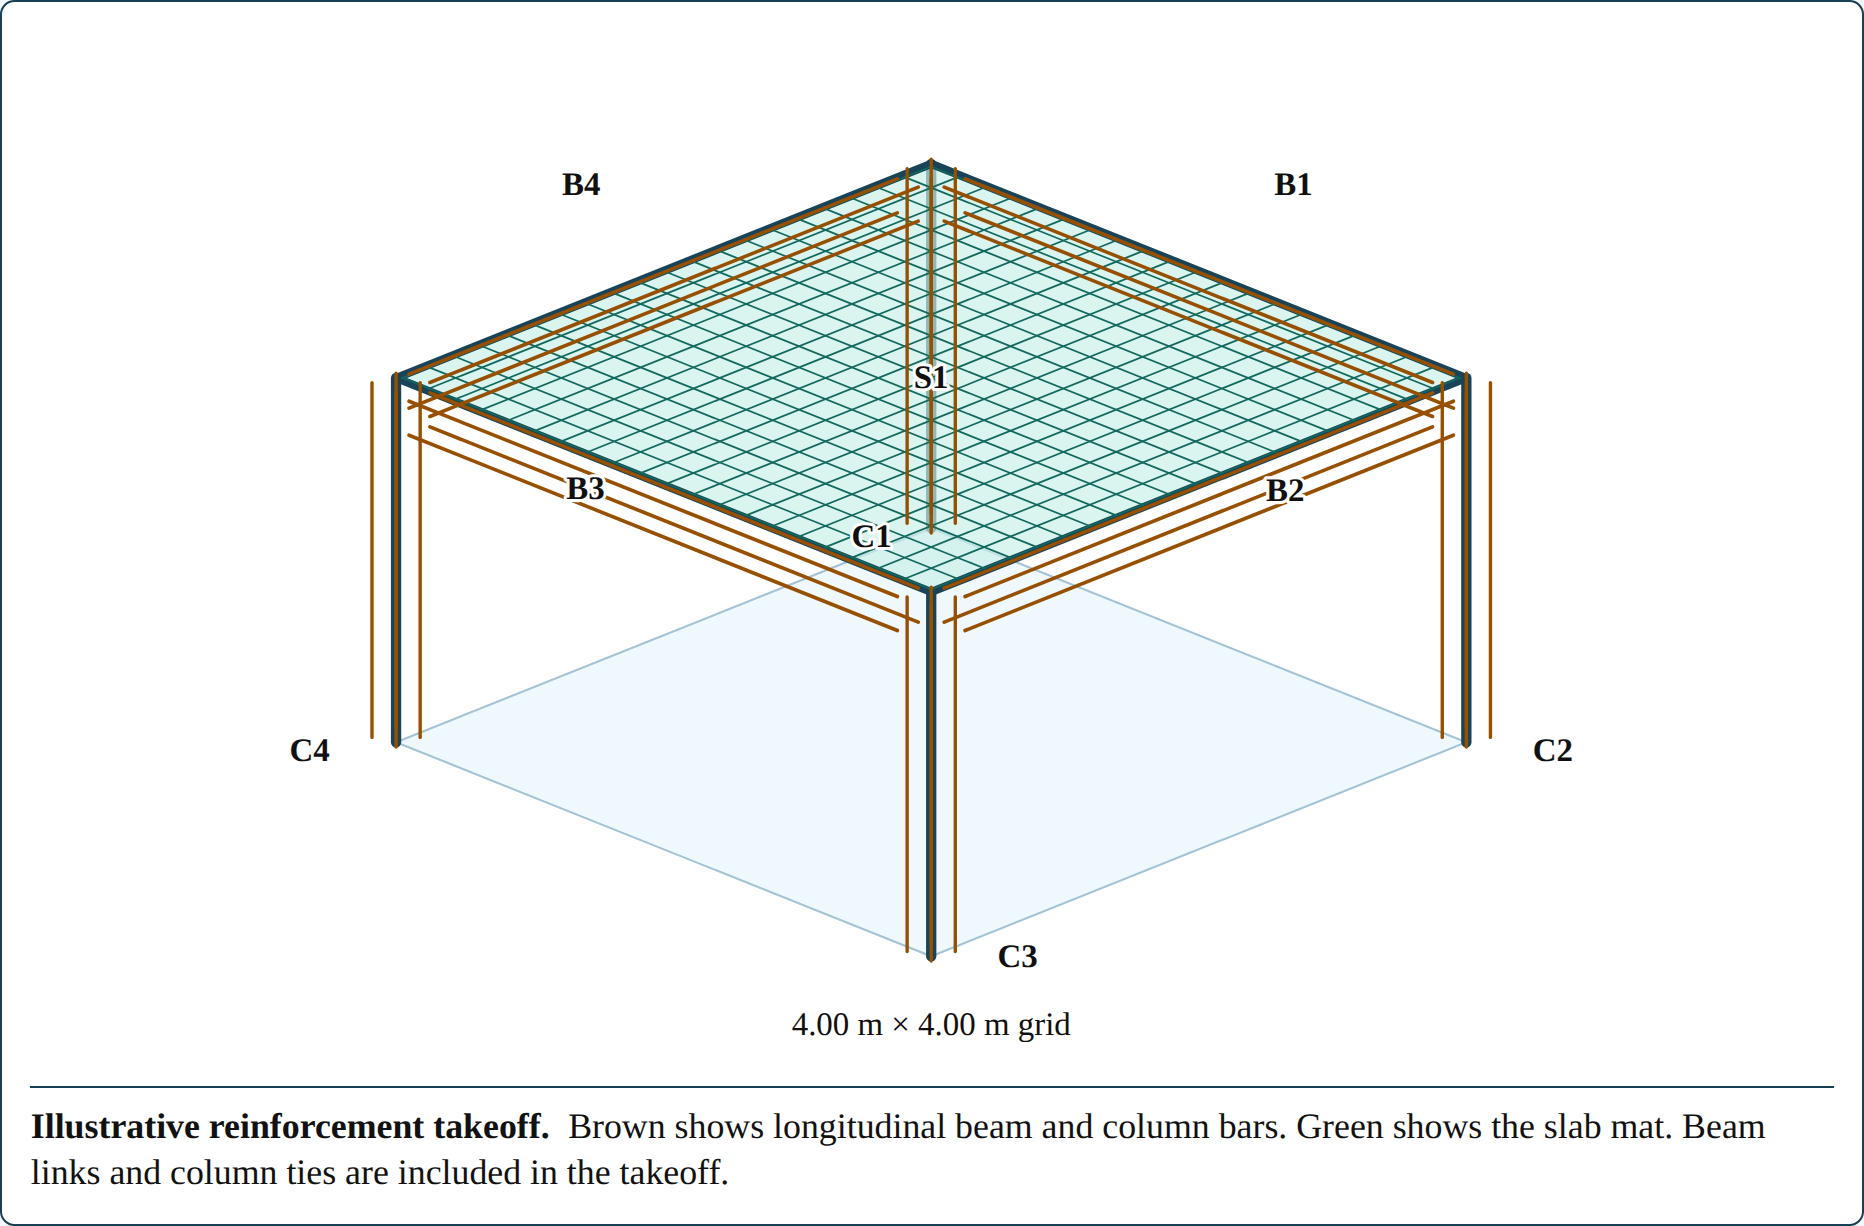 B4
B1
S1
B3
B2
C1
C4
C2
C3
4.00 m × 4.00 m grid
Illustrative reinforcement takeoff. Brown shows longitudinal beam and column bars. Green shows the slab mat. Beam
links and column ties are included in the takeoff.